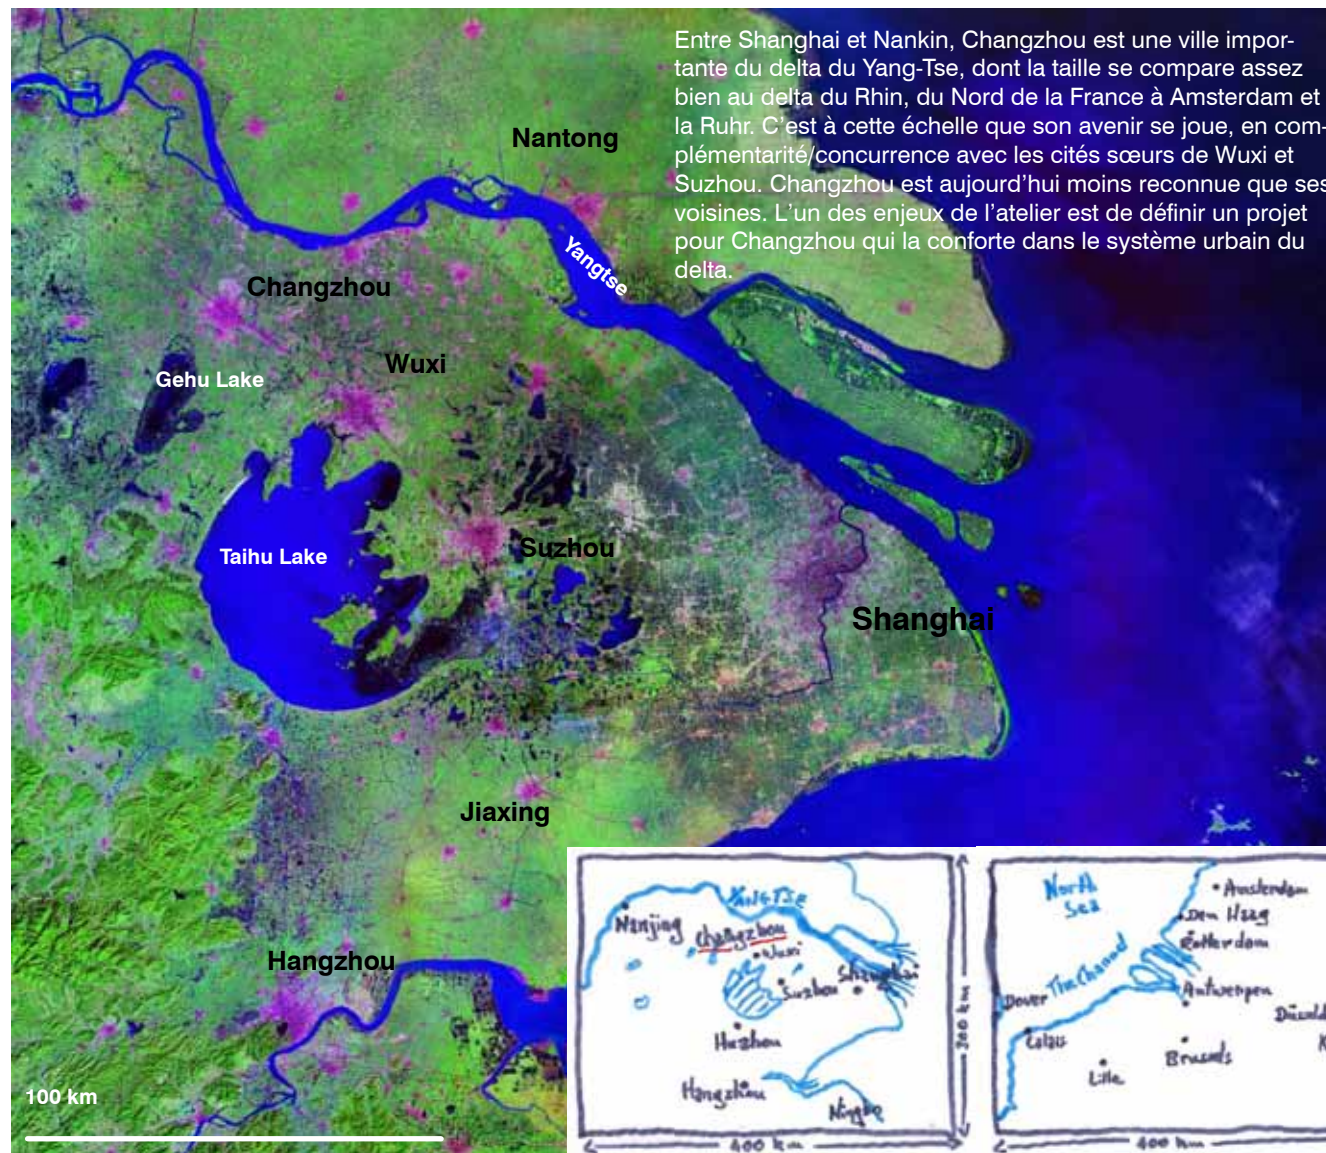 Entre Shanghai et Nankin, Changzhou est une ville impor-
tante du delta du Yang-Tse, dont la taille se compare assez
bien au delta du Rhin, du Nord de la France à Amsterdam et
la Ruhr. C’est à cette échelle que son avenir se joue, en com-
plémentarité/concurrence avec les cités sœurs de Wuxi et
Suzhou. Changzhou est aujourd’hui moins reconnue que ses
voisines. L’un des enjeux de l’atelier est de définir un projet
pour Changzhou qui la conforte dans le système urbain du
delta.
Nantong
Yangtse
Changzhou
Wuxi
Gehu Lake
Suzhou
Taihu Lake
Shanghai
Jiaxing
Hangzhou
100 km
YANGTSE
Nanjing
Changzhou
Wuxi
Suzhou
Shanghai
Huzhou
Hangzhou
Ningbo
400 km
North
Sea
Amsterdam
Den Haag
Rotterdam
The Channel
Antwerpen
Dover
Calais
Brussels
Lille
400 km